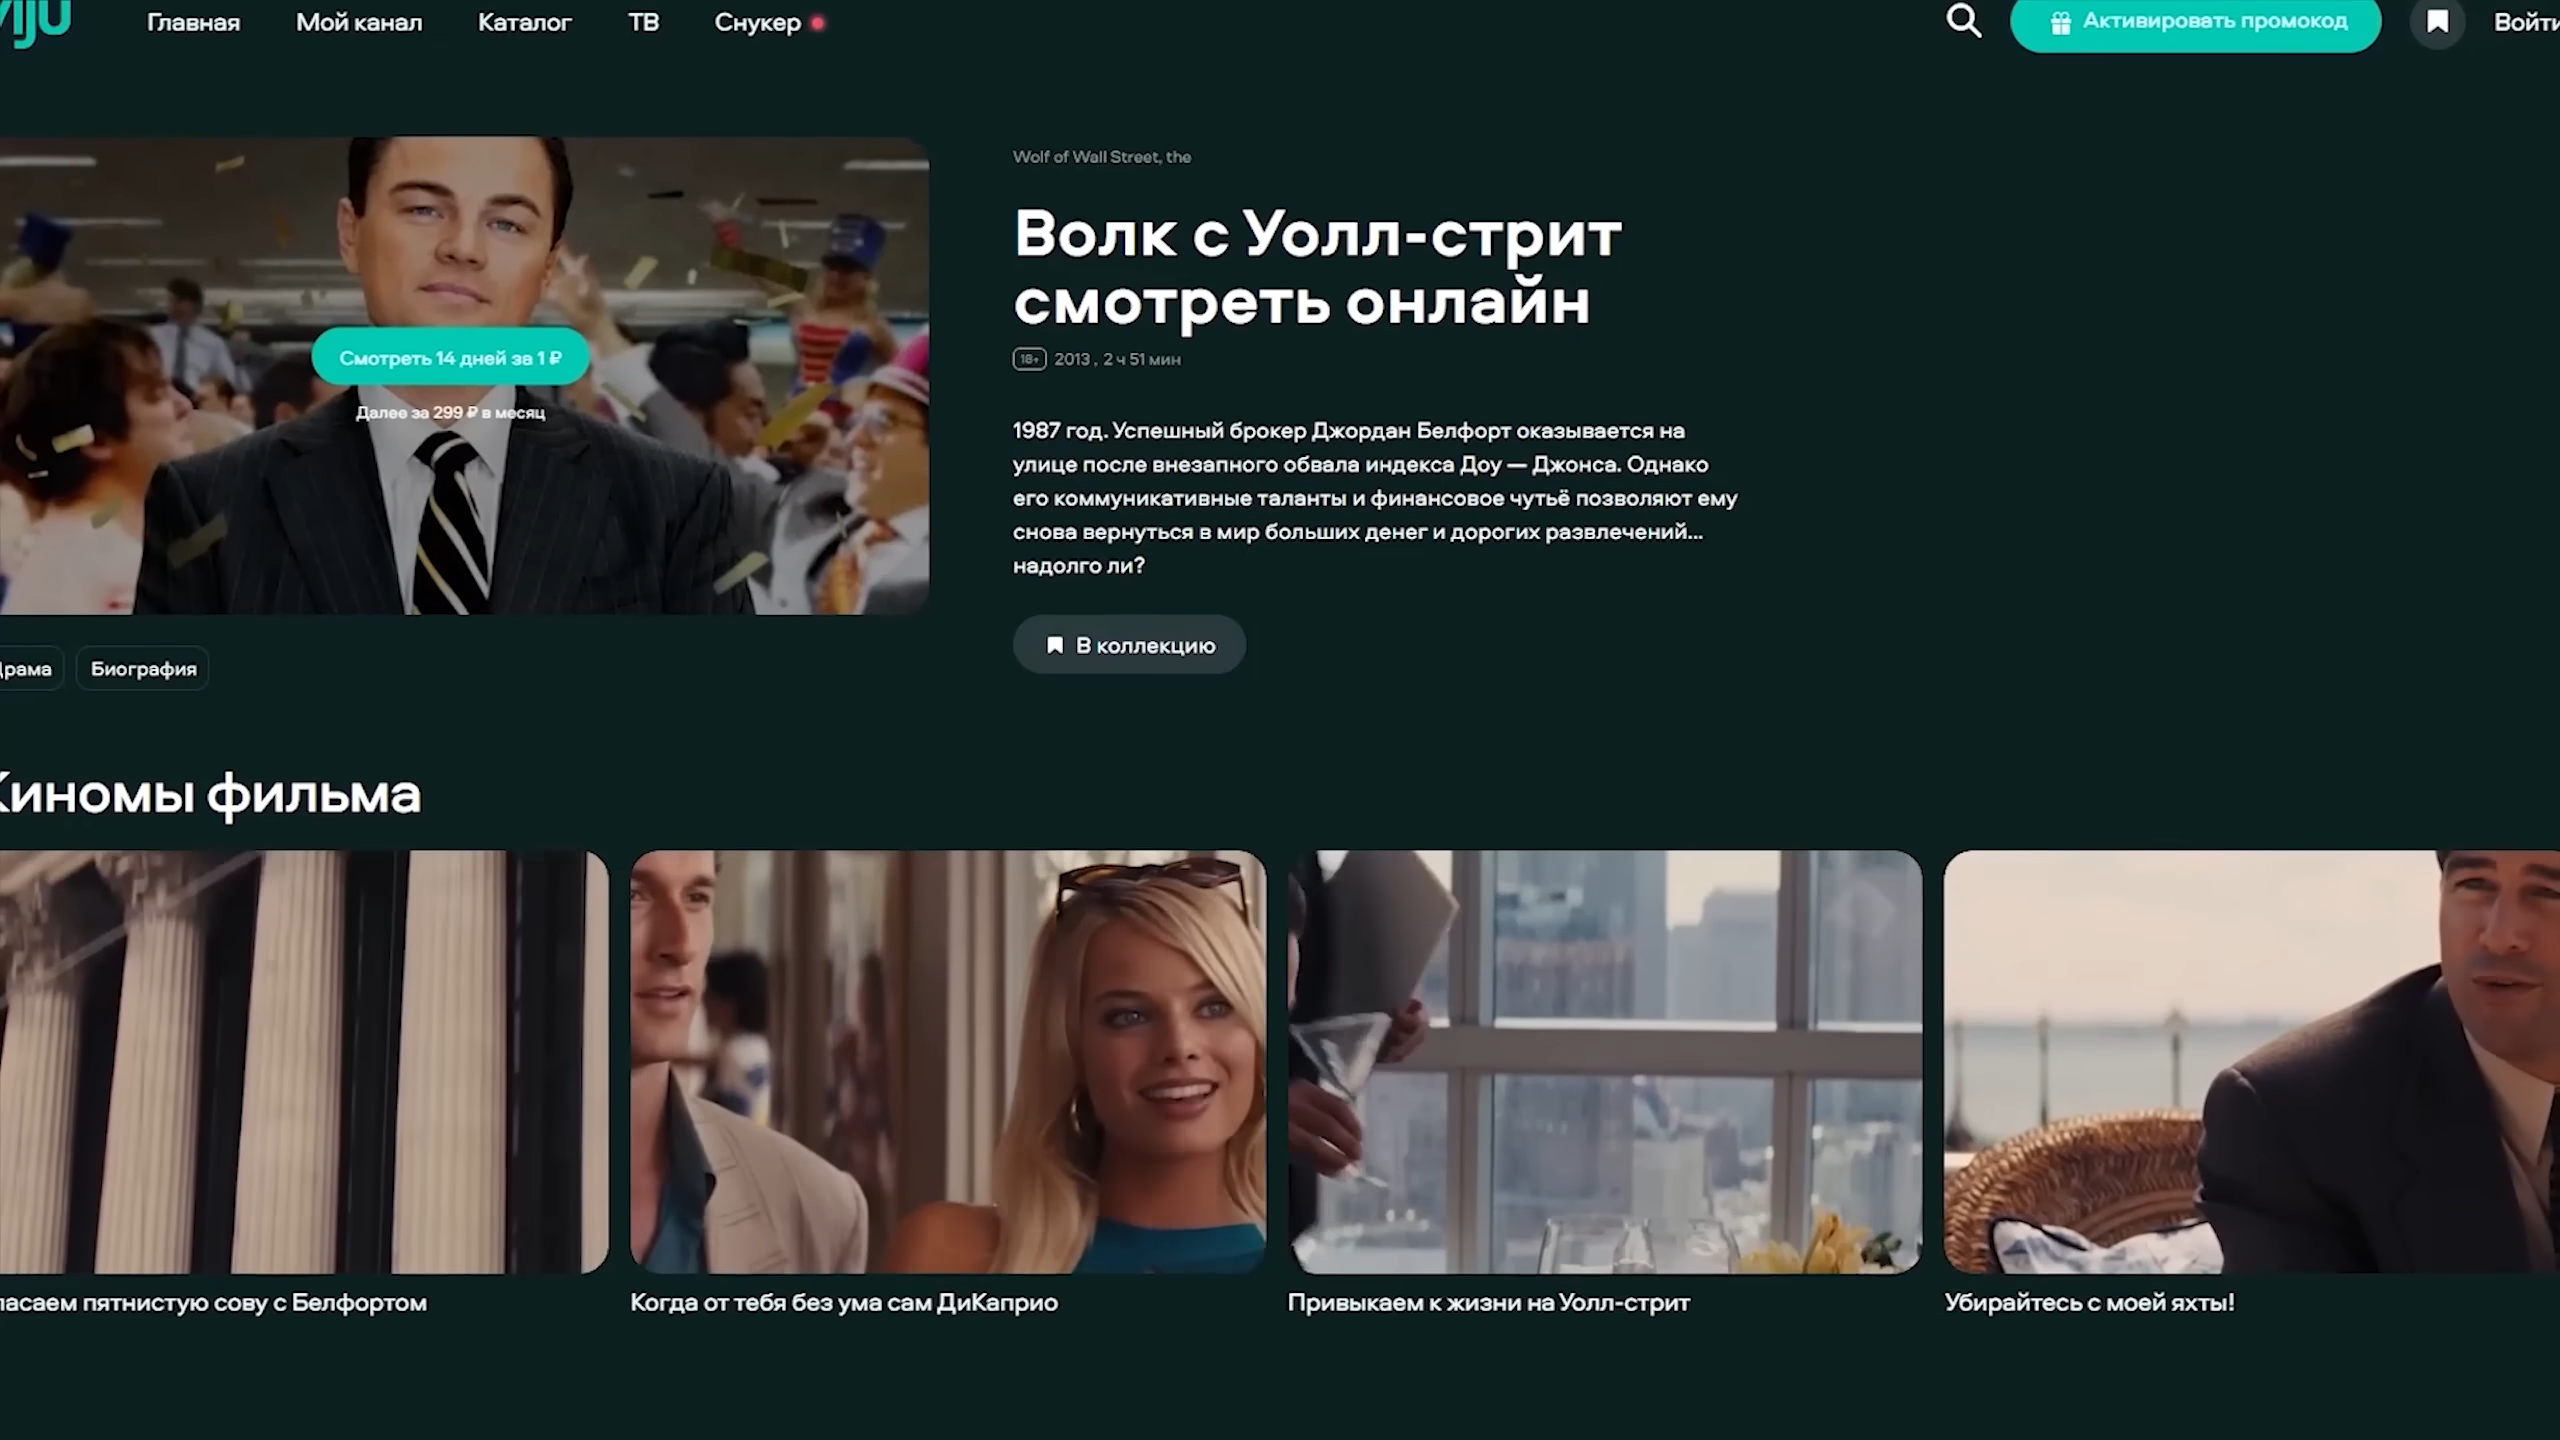 viju
Главная
Мой канал
Каталог
ТВ
Снукер
Активировать промокод
Войти
Wolf of Wall Street, the
Волк с Уолл-стрит
смотреть онлайн
18+ 2013 , 2 ч 51 мин
Смотреть 14 дней за 1 ₽
Далее за 299 ₽ в месяц
1987 год. Успешный брокер Джордан Белфорт оказывается на
улице после внезапного обвала индекса Доу — Джонса. Однако
его коммуникативные таланты и финансовое чутьё позволяют ему
снова вернуться в мир больших денег и дорогих развлечений...
надолго ли?
В коллекцию
Драма
Биография
Киномы фильма
пасаем пятнистую сову с Белфортом
Когда от тебя без ума сам ДиКаприо
Привыкаем к жизни на Уолл-стрит
Убирайтесь с моей яхты!